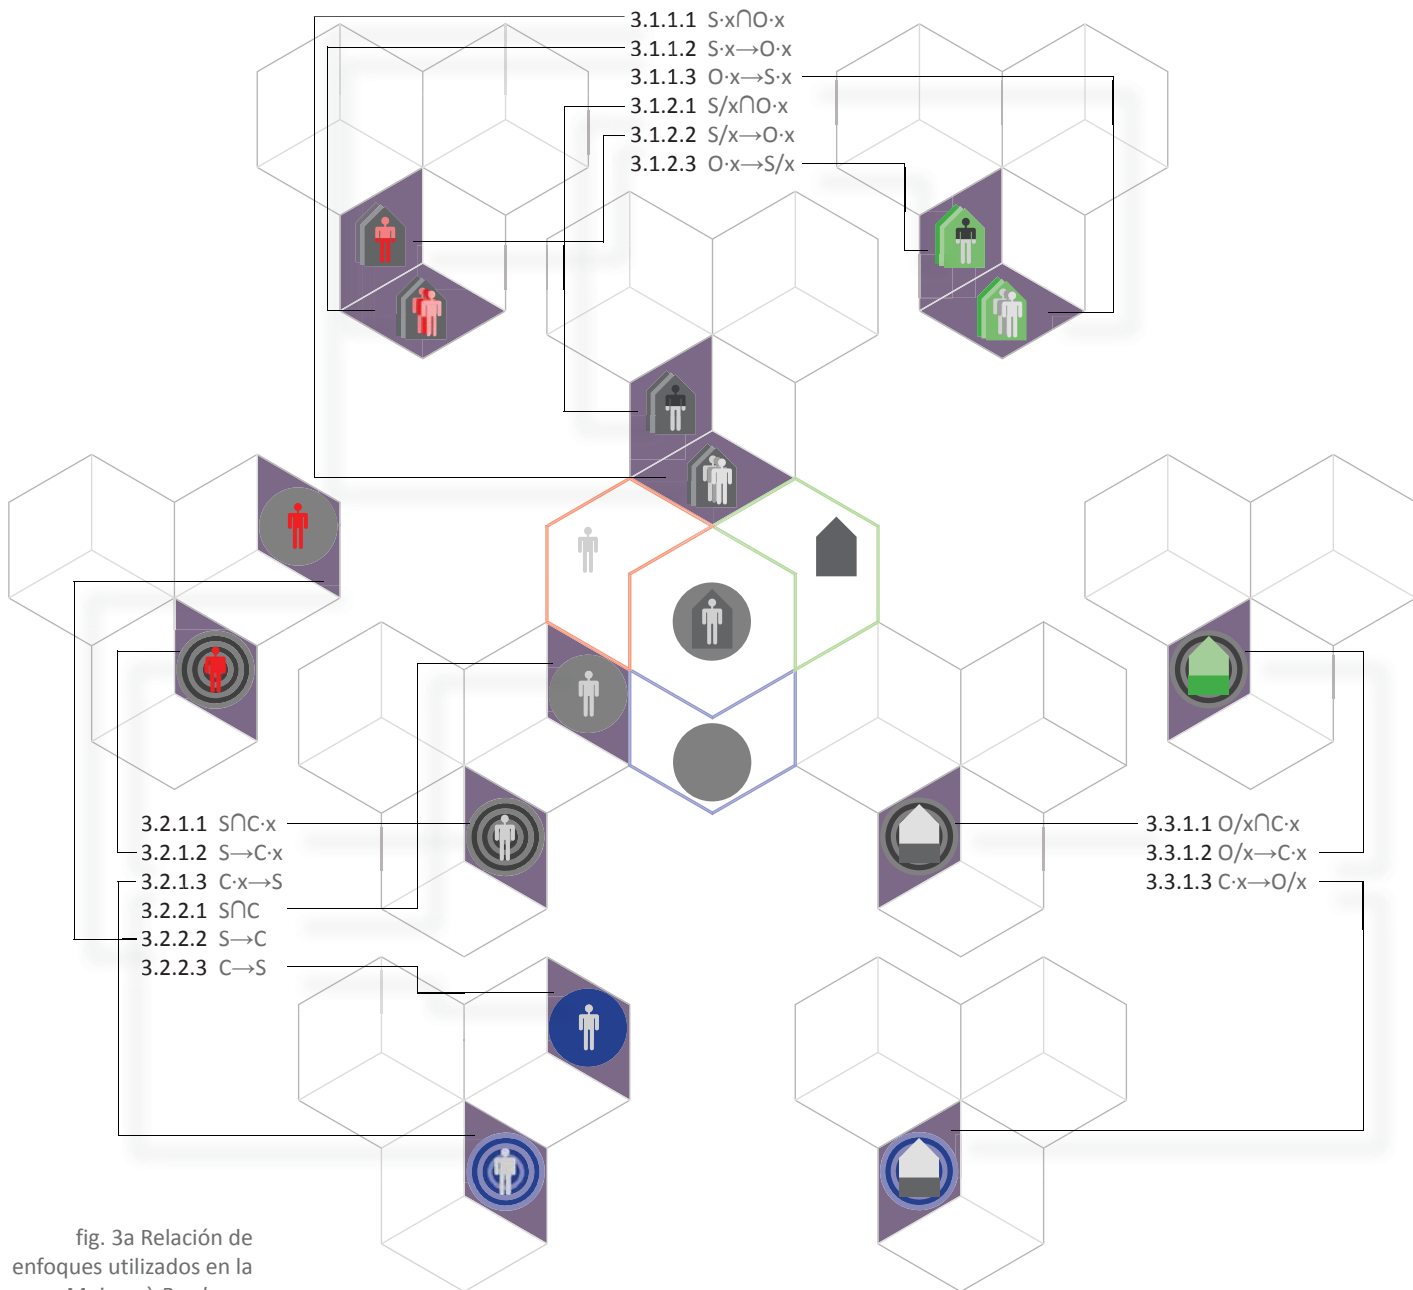 3.1.1.1 S·x∩O·x
3.1.1.2 S·x→O·x
3.1.1.3 O·x→S·x
3.1.2.1 S/x∩O·x
3.1.2.2 S/x→O·x
3.1.2.3 O·x→S/x
3.2.1.1 S∩C·x
3.2.1.2 S→C·x
3.2.1.3 C·x→S
3.2.2.1 S∩C
3.2.2.2 S→C
3.2.2.3 C→S
3.3.1.1 O/x∩C·x
3.3.1.2 O/x→C·x
3.3.1.3 C·x→O/x
fig. 3a Relación de
enfoques utilizados en la